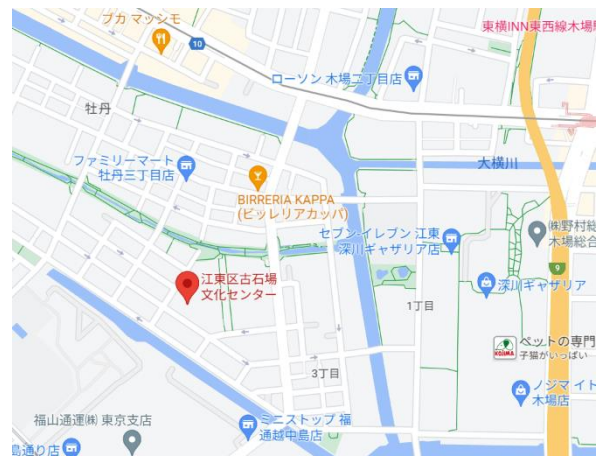 ブカ マッシモ
10
東横INN東西線木場駅
ローソン 木場二丁目店
牡丹
ファミリーマート
牡丹三丁目店
大横川
BIRRERIA KAPPA
(ビッレリアカッパ)
セブン-イレブン 江東
深川ギャザリア店
㈱野村総
木場総合
9
江東区古石場
文化センター
深川ギャザリア
1丁目
KOJIMA
ペットの専門
子猫がいっぱい
3丁目
ノジマ イト
木場店
福山通運㈱ 東京支店
ミニストップ 福
通越中島店
島通り店